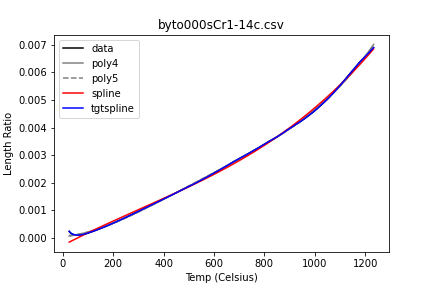 byto000sCr1-14c.csv
data
poly4
poly5
spline
tgtspline
Length Ratio
0.007
0.006
0.005
0.004
0.003
0.002
0.001
0.000
0 200 400 600 800 1000 1200
Temp (Celsius)